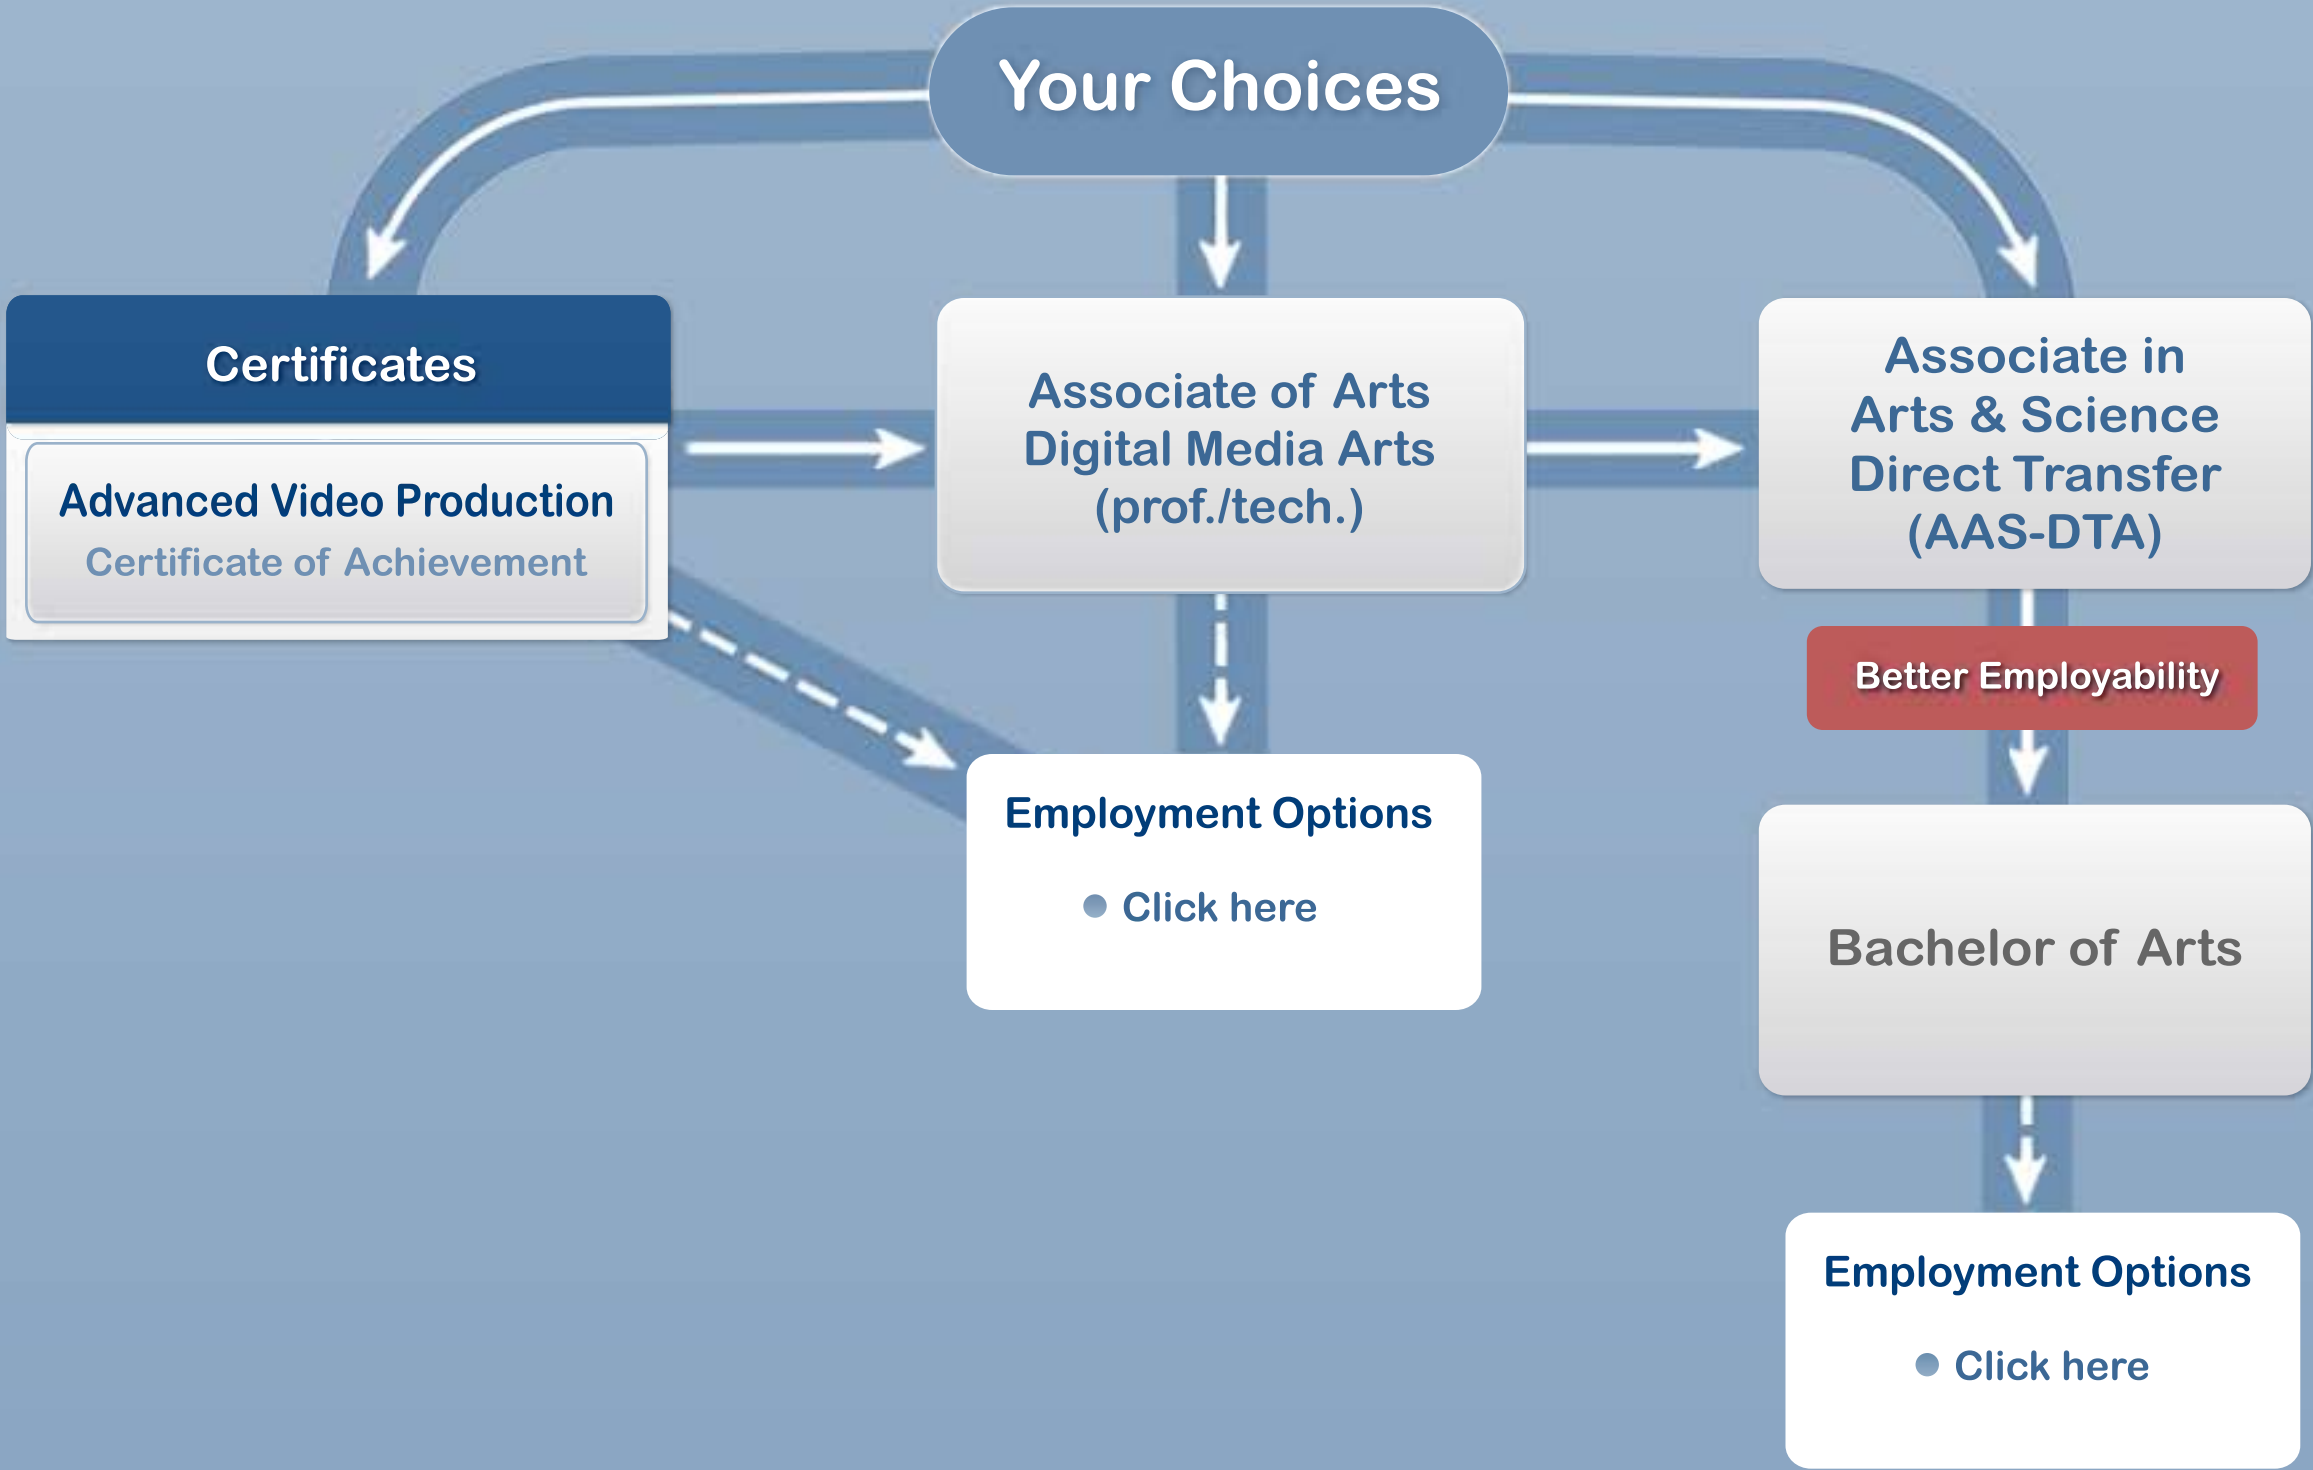 Your Choices
Certificates
Advanced Video Production
Certificate of Achievement
Associate of Arts
Digital Media Arts
(prof./tech.)
Associate in
Arts & Science
Direct Transfer
(AAS-DTA)
Better Employability
Employment Options
Click here
Bachelor of Arts
Employment Options
Click here